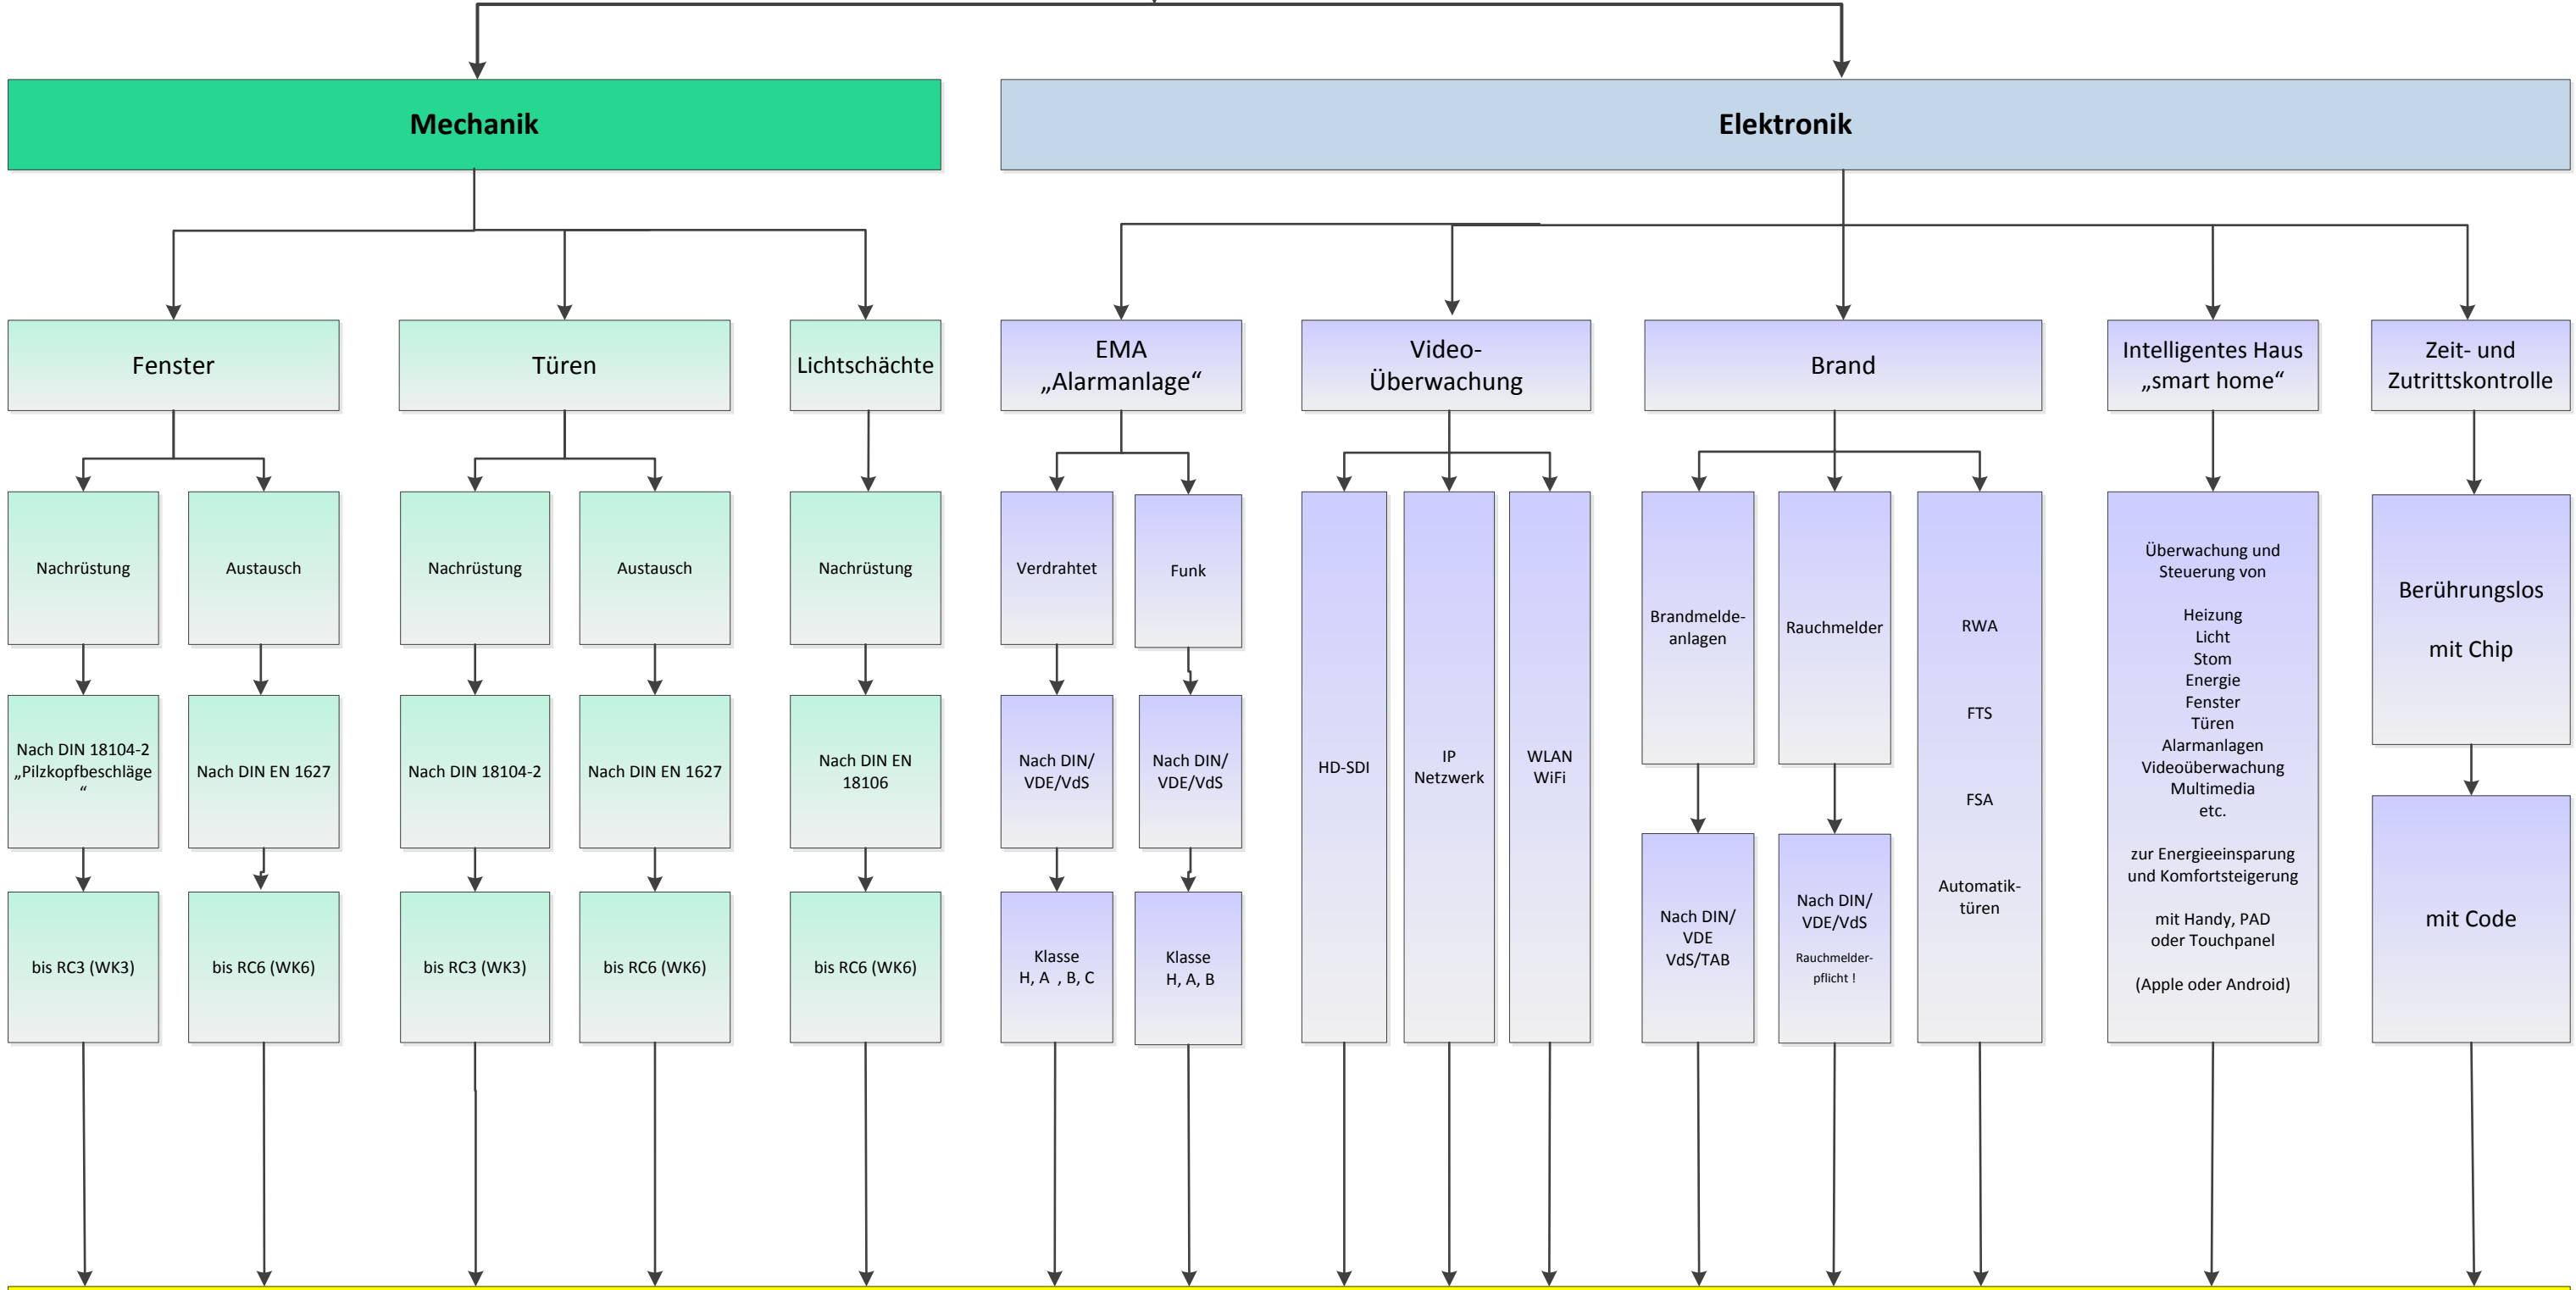 Mechanik
Elektronik
Fenster
Türen
Lichtschächte
EMA
„Alarmanlage“
Video-
Überwachung
Brand
Intelligentes Haus
„smart home“
Zeit- und
Zutrittskontrolle
Nachrüstung
Austausch
Nachrüstung
Austausch
Nachrüstung
Verdrahtet
Funk
HD-SDI
IP
Netzwerk
WLAN
WiFi
Brandmelde-
anlagen
Rauchmelder
RWA
FTS
FSA
Automatik-
türen
Überwachung und
Steuerung von
Heizung
Licht
Stom
Energie
Fenster
Türen
Alarmanlagen
Videoüberwachung
Multimedia
etc.
zur Energieeinsparung
und Komfortsteigerung
mit Handy, PAD
oder Touchpanel
(Apple oder Android)
Berührungslos
mit Chip
Nach DIN 18104-2
„Pilzkopfbeschläge
“
Nach DIN EN 1627
Nach DIN 18104-2
Nach DIN EN 1627
Nach DIN EN
18106
Nach DIN/
VDE/VdS
Nach DIN/
VDE/VdS
Nach DIN/
VDE
VdS/TAB
Nach DIN/
VDE/VdS
Rauchmelder-
pflicht !
mit Code
bis RC3 (WK3)
bis RC6 (WK6)
bis RC3 (WK3)
bis RC6 (WK6)
bis RC6 (WK6)
Klasse
H, A , B, C
Klasse
H, A, B